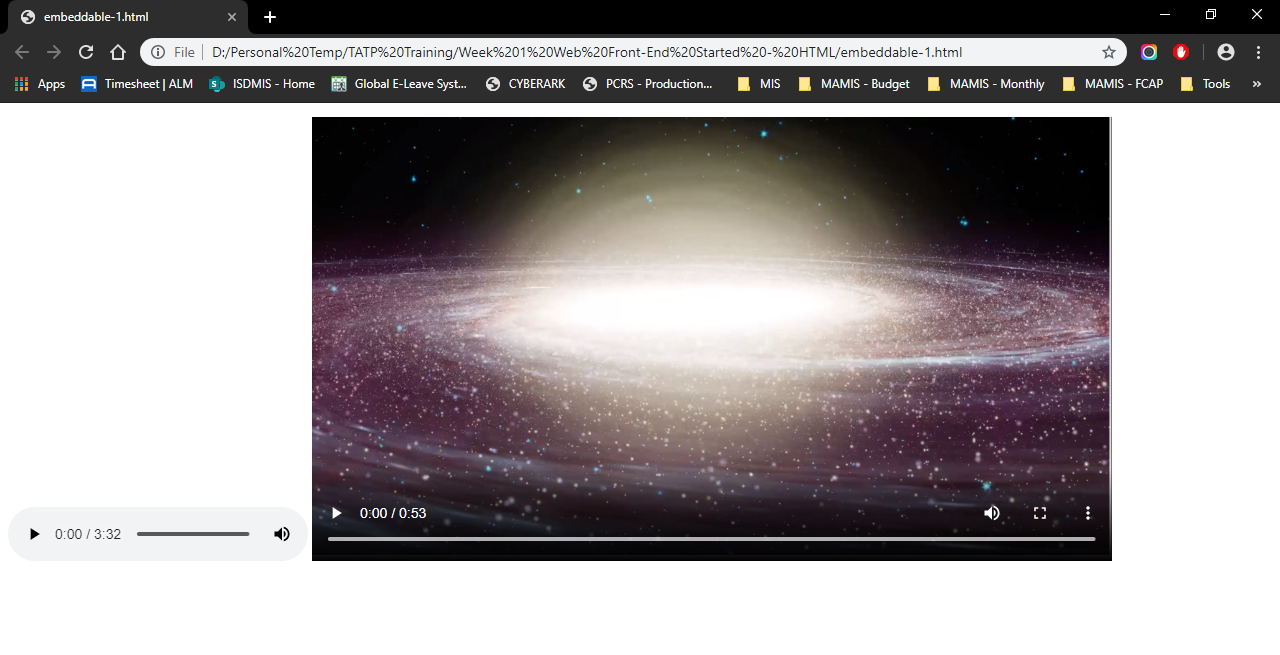 embeddable-1.html
File D:/Personal%20Temp/TATP%20Training/Week%201%20Web%20Front-End%20Started%20-%20HTML/embeddable-1.html
Apps Timesheet | ALM ISDMIS - Home Global E-Leave Syst... CYBERARK PCRS - Production... MIS MAMIS - Budget MAMIS - Monthly MAMIS - FCAP Tools »
0:00 / 0:53
0:00 / 3:32